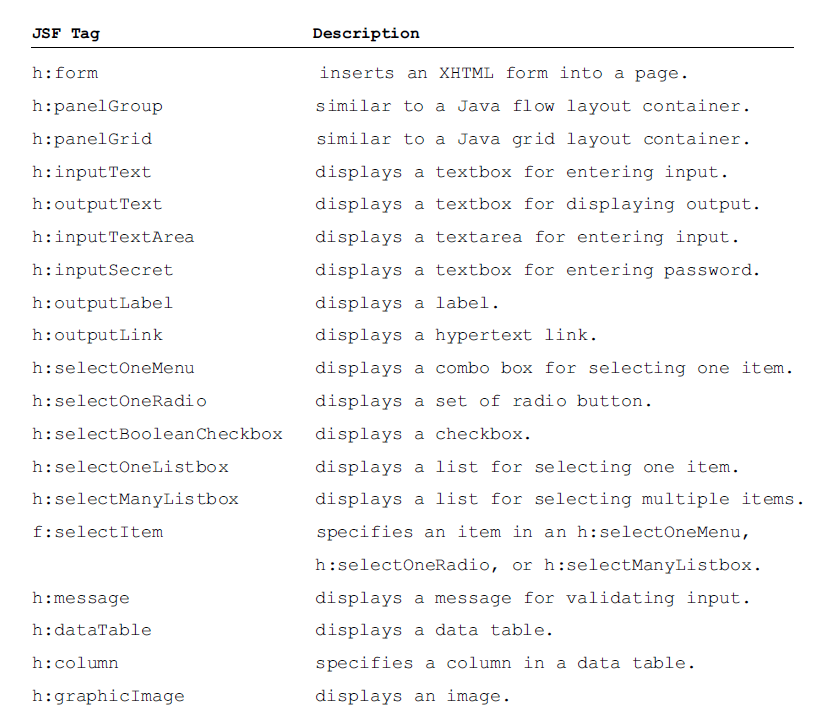 JSF Tag Description
h:form inserts an XHTML form into a page.
h:panelGroup similar to a Java flow layout container.
h:panelGrid similar to a Java grid layout container.
h:inputText displays a textbox for entering input.
h:outputText displays a textbox for displaying output.
h:inputTextArea displays a textarea for entering input.
h:inputSecret displays a textbox for entering password.
h:outputLabel displays a label.
h:outputLink displays a hypertext link.
h:selectOneMenu displays a combo box for selecting one item.
h:selectOneRadio displays a set of radio button.
h:selectBooleanCheckbox displays a checkbox.
h:selectOneListbox displays a list for selecting one item.
h:selectManyListbox displays a list for selecting multiple items.
f:selectItem specifies an item in an h:selectOneMenu,
h:selectOneRadio, or h:selectManyListbox.
h:message displays a message for validating input.
h:dataTable displays a data table.
h:column specifies a column in a data table.
h:graphicImage displays an image.